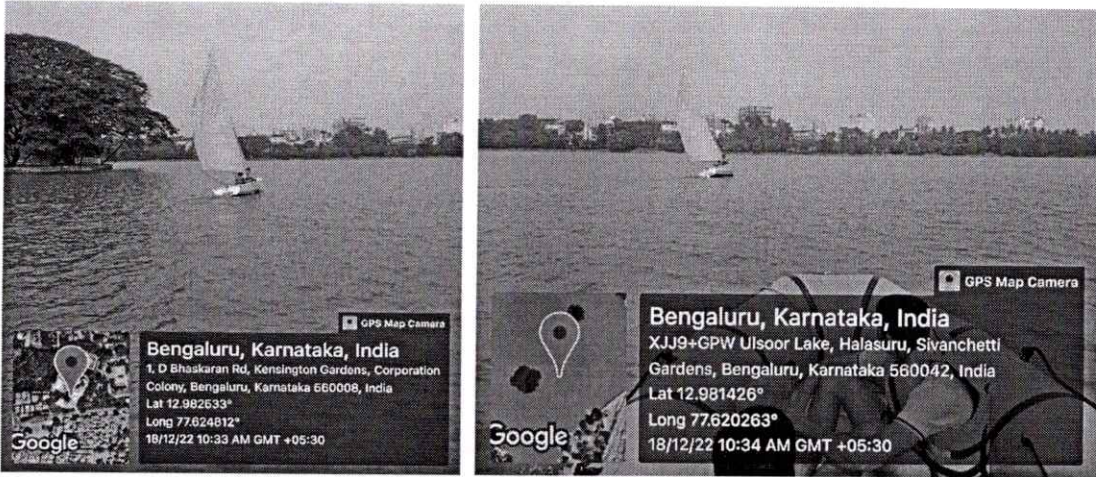 GPS Map Camera
Bengaluru, Karnataka, India
1, D Bhaskaran Rd, Kensington Gardens, Corporation
Colony, Bengaluru, Karnataka 560008, India
Lat 12.982533°
Long 77.624812°
18/12/22 10:33 AM GMT +05:30
Google
GPS Map Camera
Bengaluru, Karnataka, India
XJJ9+GPW Ulsoor Lake, Halasuru, Sivanchetti
Gardens, Bengaluru, Karnataka 560042, India
Lat 12.981426°
Long 77.620263°
18/12/22 10:34 AM GMT +05:30
Google